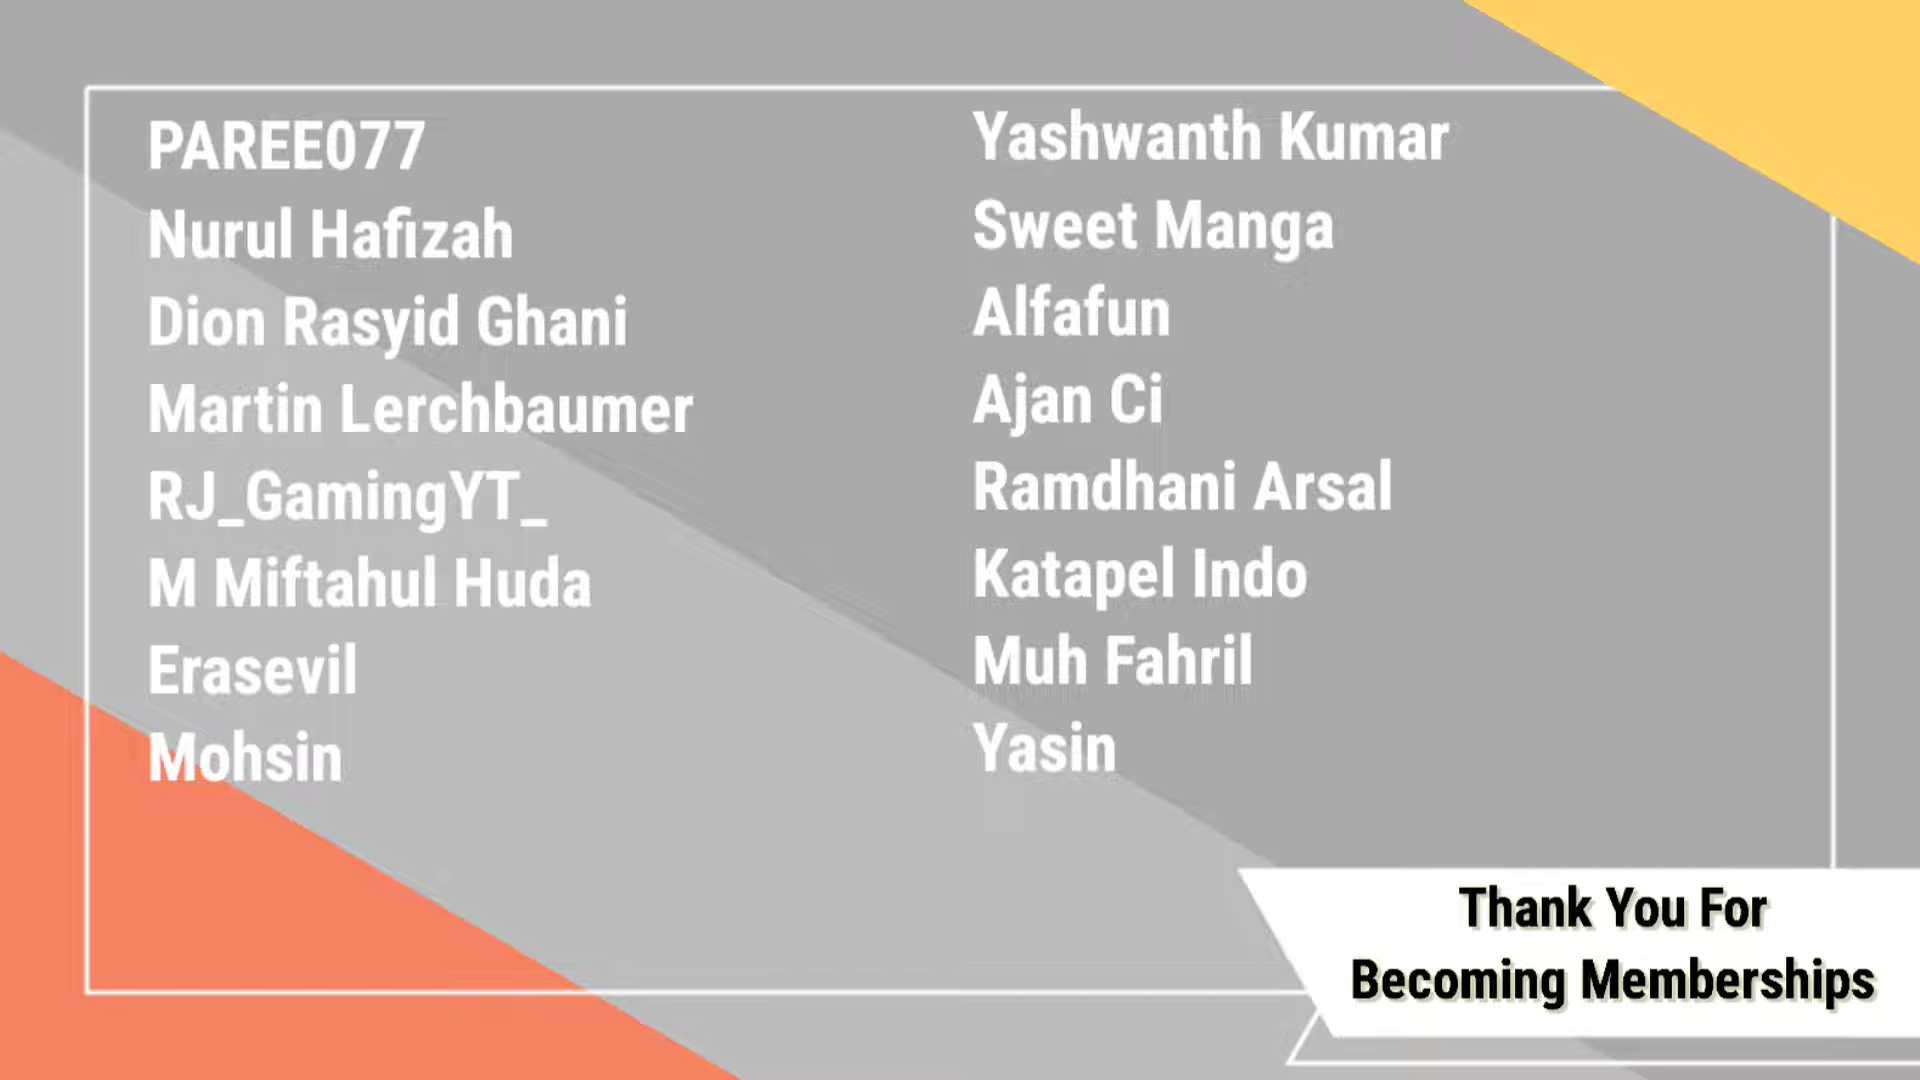 PAREE077
Nurul Hafizah
Dion Rasyid Ghani
Martin Lerchbaumer
RJ_GamingYT_
M Miftahul Huda
Erasevil
Mohsin
Yashwanth Kumar
Sweet Manga
Alfafun
Ajan Ci
Ramdhani Arsal
Katapel Indo
Muh Fahril
Yasin
Thank You For
Becoming Memberships